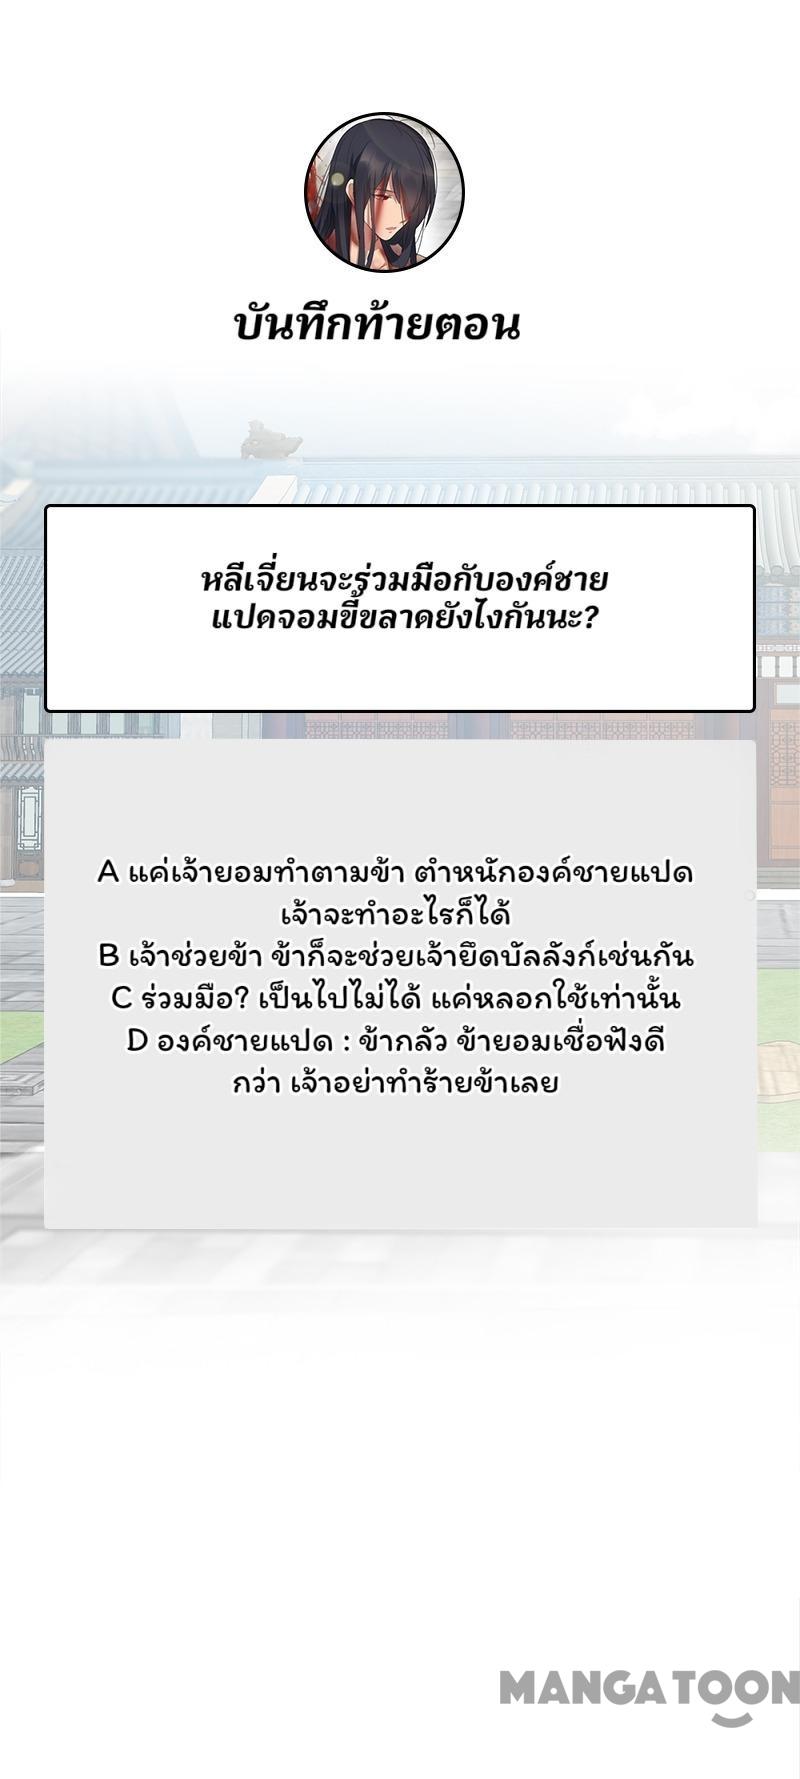 บันทึกท้ายตอน
หลีเจี่ยนจะร่วมมือกับองค์ชาย
แปดจอมขี้ขลาดยังไงกันนะ?
A แค่เจ้ายอมทำตามข้า ตำหนักองค์ชายแปด
เจ้าจะทำอะไรก็ได้
B เจ้าช่วยข้า ข้าก็จะช่วยเจ้ายึดบัลลังก์เช่นกัน
C ร่วมมือ? เป็นไปไม่ได้ แค่หลอกใช้เท่านั้น
D องค์ชายแปด : ข้ากลัว ข้ายอมเชื่อฟังดี
กว่า เจ้าอย่าทำร้ายข้าเลย
MANGATOON